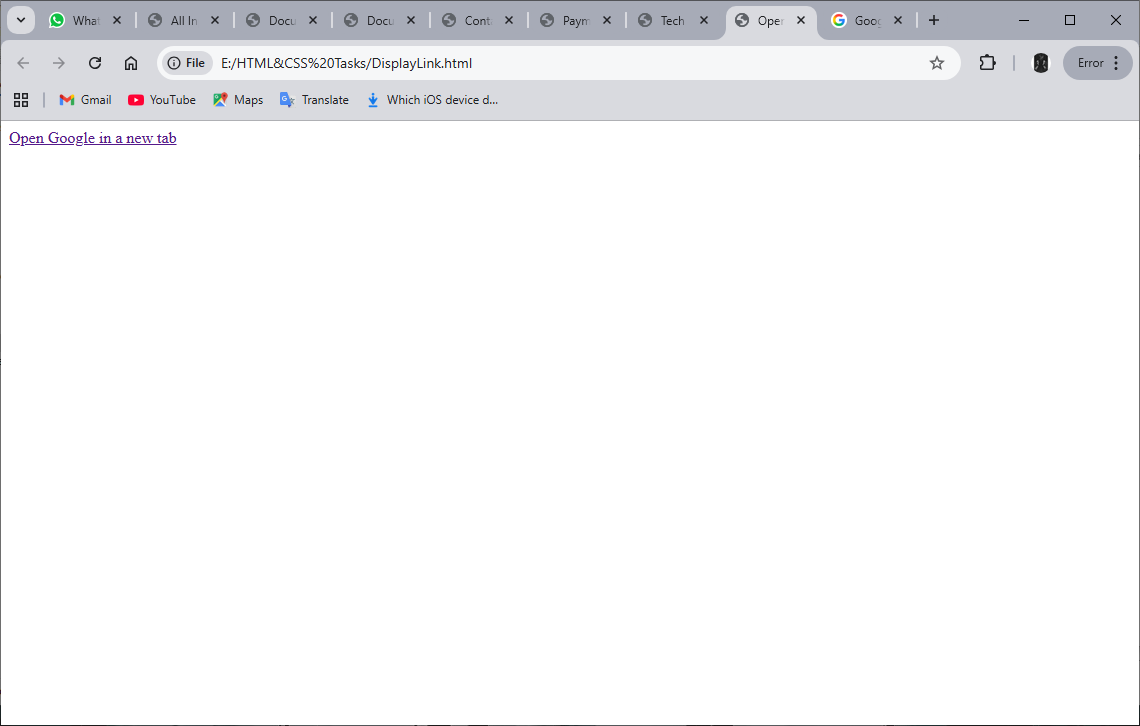 What All In Docu Docu Cont Paym Tech Oper Goog
File E:/HTML&CSS%20Tasks/DisplayLink.html Error
Gmail YouTube Maps Translate Which iOS device d...
Open Google in a new tab